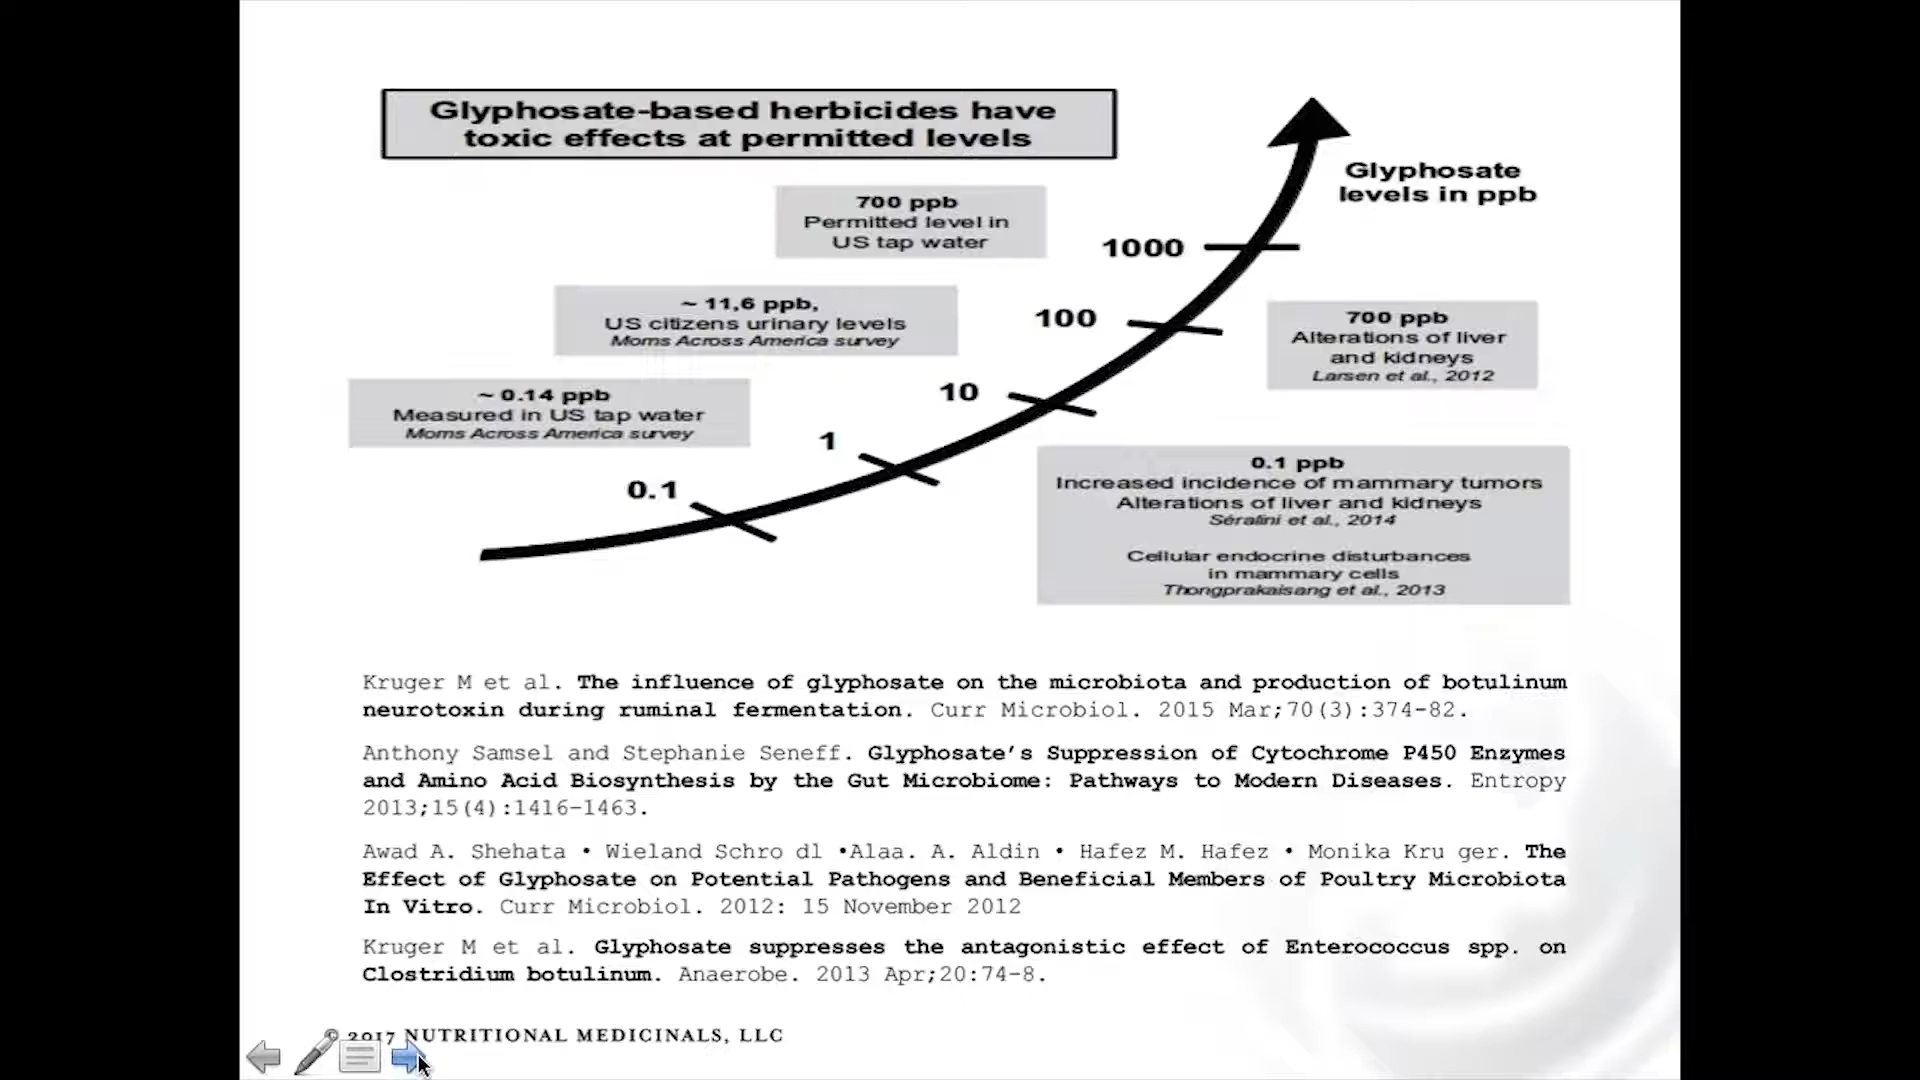 Glyphosate-based herbicides have
toxic effects at permitted levels
Glyphosate
levels in ppb
700 ppb
Permitted level in
US tap water
1000
~ 11,6 ppb,
US citizens urinary levels
Moms Across America survey
100
700 ppb
Alterations of liver
and kidneys
Larsen et al., 2012
~ 0.14 ppb
Measured in US tap water
Moms Across America survey
10
1
0.1
0.1 ppb
Increased incidence of mammary tumors
Alterations of liver and kidneys
Séralini et al., 2014
Cellular endocrine disturbances
in mammary cells
Thongprakaisang et al., 2013
Kruger M et al. The influence of glyphosate on the microbiota and production of botulinum
neurotoxin during ruminal fermentation. Curr Microbiol. 2015 Mar;70(3):374-82.
Anthony Samsel and Stephanie Seneff. Glyphosate's Suppression of Cytochrome P450 Enzymes
and Amino Acid Biosynthesis by the Gut Microbiome: Pathways to Modern Diseases. Entropy
2013;15(4):1416-1463.
Awad A. Shehata • Wieland Schro dl •Alaa. A. Aldin • Hafez M. Hafez • Monika Kru ger. The
Effect of Glyphosate on Potential Pathogens and Beneficial Members of Poultry Microbiota
In Vitro. Curr Microbiol. 2012: 15 November 2012
Kruger M et al. Glyphosate suppresses the antagonistic effect of Enterococcus spp. on
Clostridium botulinum. Anaerobe. 2013 Apr;20:74-8.
© 2017 NUTRITIONAL MEDICINALS, LLC